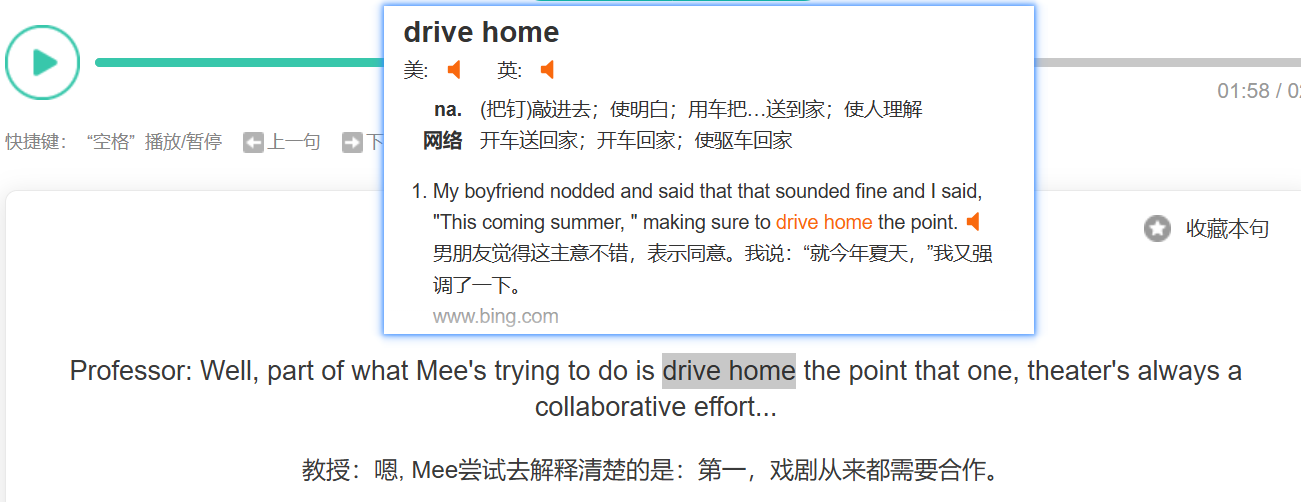 drive home
美: 英:
na. (把钉)敲进去；使明白；用车把…送到家；使人理解
网络 开车送回家；开车回家；使驱车回家
01:58 / 0
快捷键： “空格” 播放/暂停 上一句 下
1. My boyfriend nodded and said that that sounded fine and I said,
"This coming summer, " making sure to drive home the point.
男朋友觉得这主意不错，表示同意。我说：“就今年夏天，”我又强
调了一下。
www.bing.com
收藏本句
Professor: Well, part of what Mee's trying to do is drive home the point that one, theater's always a
collaborative effort...
教授：嗯, Mee尝试去解释清楚的是：第一，戏剧从来都需要合作。